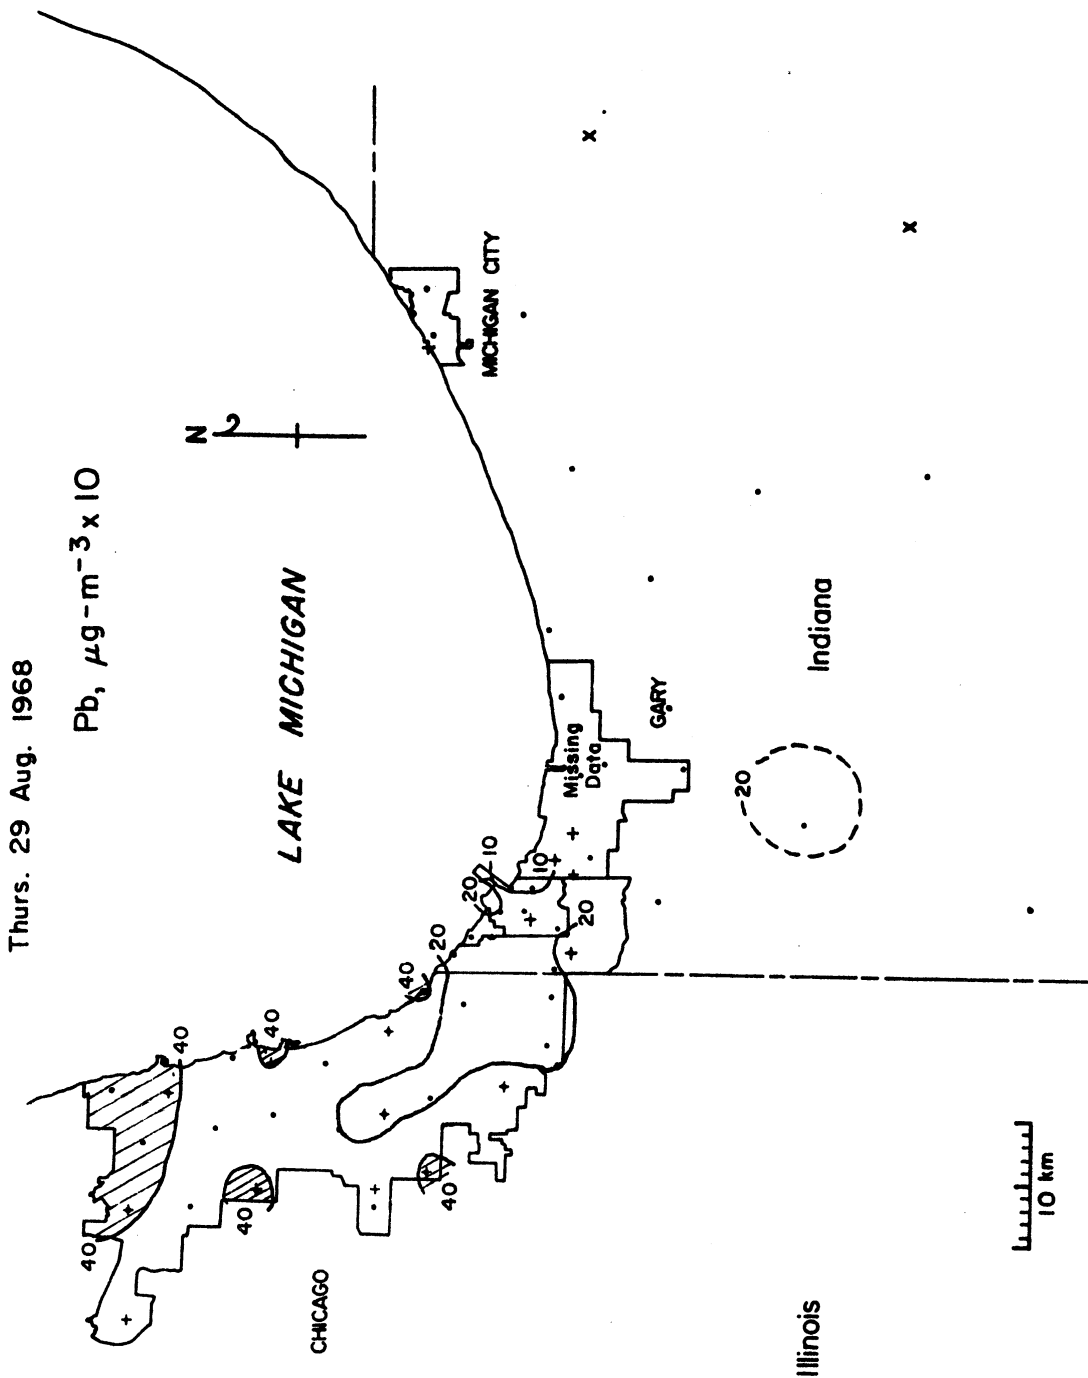 Thurs. 29 Aug. 1968
Pb, μg-m⁻³ x 10
N
LAKE MICHIGAN
MICHIGAN CITY
40
40
40
40
40
40
20
20
10
10
20
Missing
Data
GARY
20
CHICAGO
Illinois
Indiana
10 km